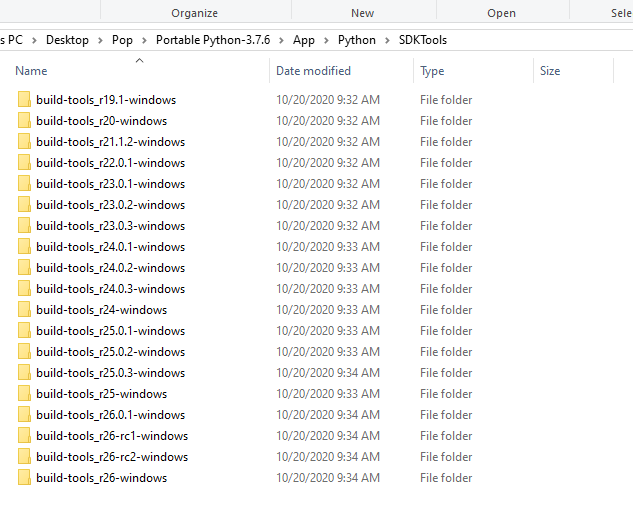 Organize New Open Sele
s PC > Desktop > Pop > Portable Python-3.7.6 > App > Python > SDKTools
Name Date modified Type Size
build-tools_r19.1-windows 10/20/2020 9:32 AM File folder
build-tools_r20-windows 10/20/2020 9:32 AM File folder
build-tools_r21.1.2-windows 10/20/2020 9:32 AM File folder
build-tools_r22.0.1-windows 10/20/2020 9:32 AM File folder
build-tools_r23.0.1-windows 10/20/2020 9:32 AM File folder
build-tools_r23.0.2-windows 10/20/2020 9:32 AM File folder
build-tools_r23.0.3-windows 10/20/2020 9:32 AM File folder
build-tools_r24.0.1-windows 10/20/2020 9:33 AM File folder
build-tools_r24.0.2-windows 10/20/2020 9:33 AM File folder
build-tools_r24.0.3-windows 10/20/2020 9:33 AM File folder
build-tools_r24-windows 10/20/2020 9:33 AM File folder
build-tools_r25.0.1-windows 10/20/2020 9:33 AM File folder
build-tools_r25.0.2-windows 10/20/2020 9:33 AM File folder
build-tools_r25.0.3-windows 10/20/2020 9:34 AM File folder
build-tools_r25-windows 10/20/2020 9:33 AM File folder
build-tools_r26.0.1-windows 10/20/2020 9:34 AM File folder
build-tools_r26-rc1-windows 10/20/2020 9:34 AM File folder
build-tools_r26-rc2-windows 10/20/2020 9:34 AM File folder
build-tools_r26-windows 10/20/2020 9:34 AM File folder